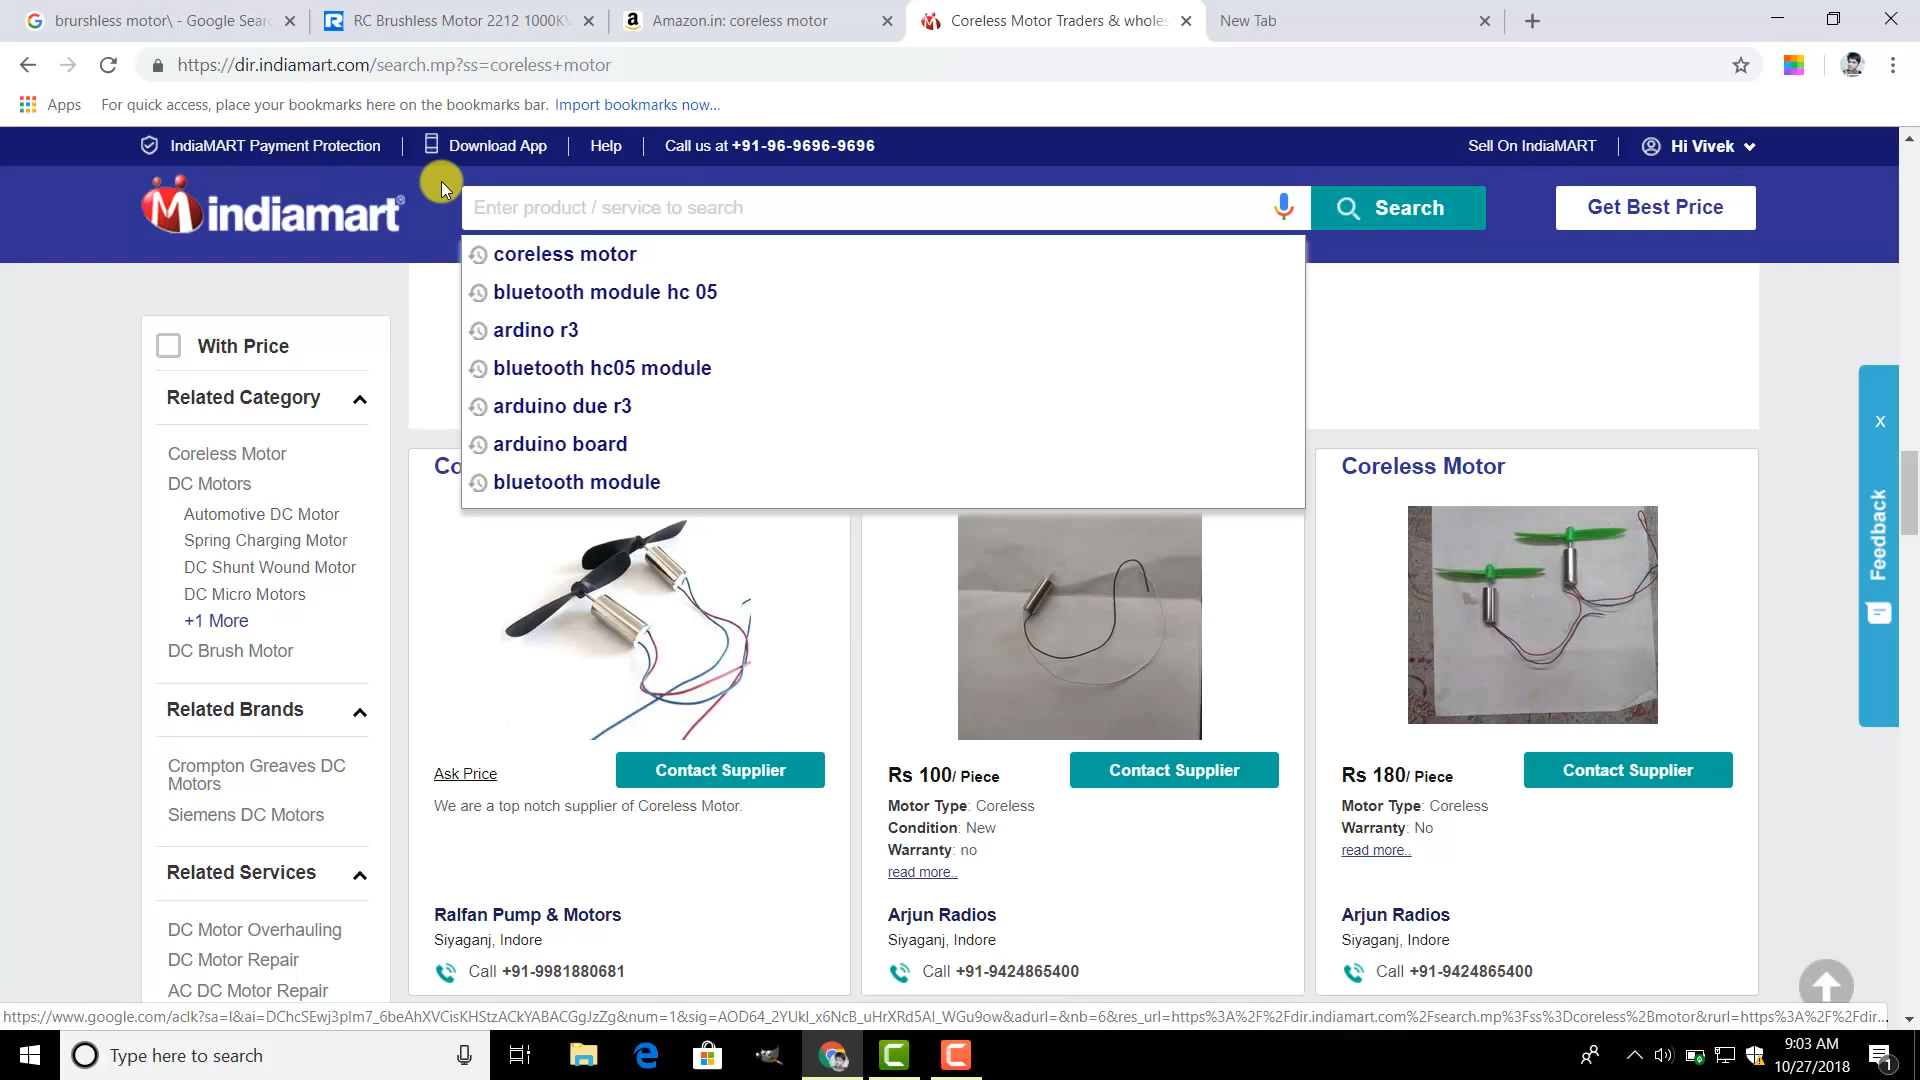 brurshless motor\ - Google Sear
RC Brushless Motor 2212 1000KV
Amazon.in: coreless motor
Coreless Motor Traders & wholes
New Tab
https://dir.indiamart.com/search.mp?ss=coreless+motor
Apps
For quick access, place your bookmarks here on the bookmarks bar. Import bookmarks now...
IndiaMART Payment Protection
Download App
Help
Call us at +91-96-9696-9696
Sell On IndiaMART
Hi Vivek
indiamart
Enter product / service to search
Search
Get Best Price
coreless motor
bluetooth module hc 05
ardino r3
bluetooth hc05 module
arduino due r3
arduino board
bluetooth module
With Price
Related Category
Coreless Motor
DC Motors
Automotive DC Motor
Spring Charging Motor
DC Shunt Wound Motor
DC Micro Motors
+1 More
DC Brush Motor
Related Brands
Crompton Greaves DC
Motors
Siemens DC Motors
Related Services
DC Motor Overhauling
DC Motor Repair
AC DC Motor Repair
Co
Ask Price
Contact Supplier
We are a top notch supplier of Coreless Motor.
Ralfan Pump & Motors
Siyaganj, Indore
Call +91-9981880681
Rs 100/ Piece
Contact Supplier
Motor Type: Coreless
Condition: New
Warranty: no
read more..
Arjun Radios
Siyaganj, Indore
Call +91-9424865400
Coreless Motor
Rs 180/ Piece
Contact Supplier
Motor Type: Coreless
Warranty: No
read more..
Arjun Radios
Siyaganj, Indore
Call +91-9424865400
X
Feedback
Type here to search
9:03 AM
10/27/2018
1